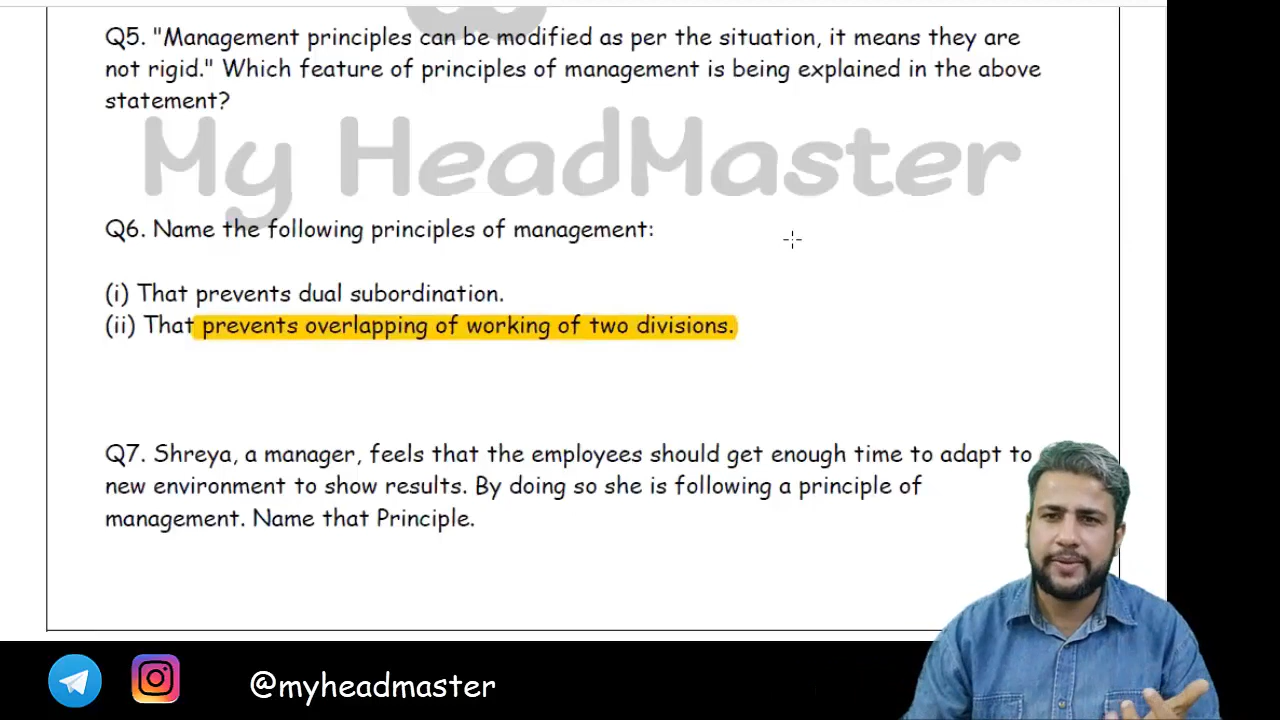 Q5. "Management principles can be modified as per the situation, it means they are
not rigid." Which feature of principles of management is being explained in the above
statement?
My HeadMaster
Q6. Name the following principles of management:
(i) That prevents dual subordination.
(ii) That prevents overlapping of working of two divisions.
Q7. Shreya, a manager, feels that the employees should get enough time to adapt to
new environment to show results. By doing so she is following a principle of
management. Name that Principle.
@myheadmaster